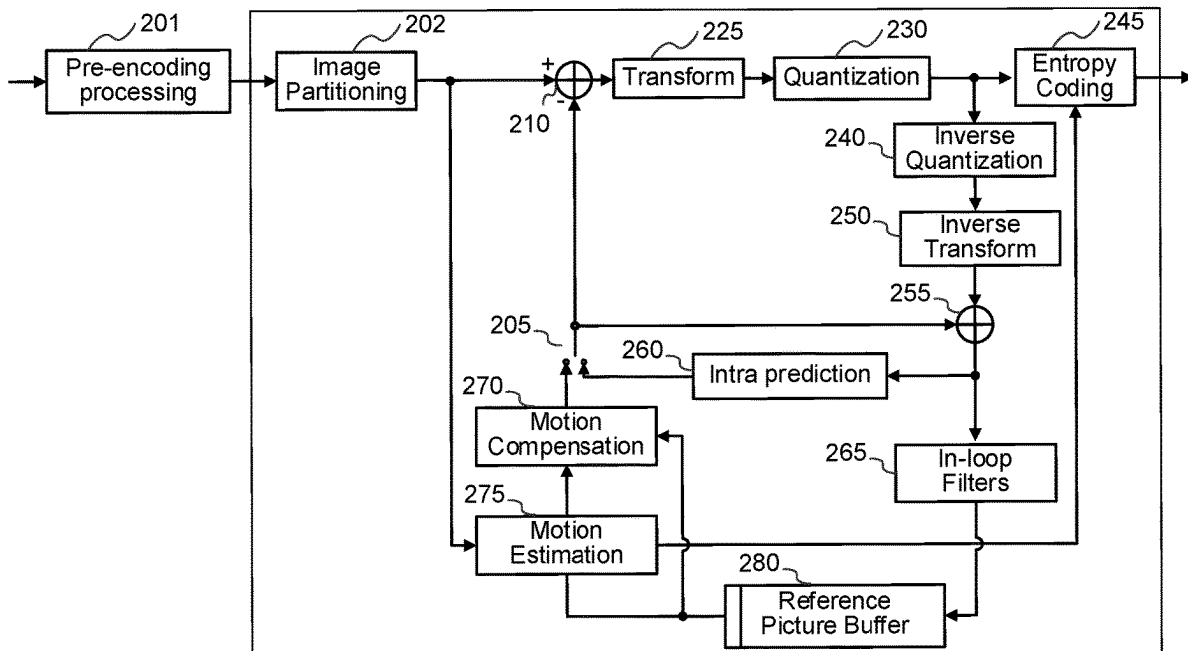 201
Pre-encoding
processing
202
Image
Partitioning
+
-
210
225
Transform
230
Quantization
245
Entropy
Coding
240
Inverse
Quantization
250
Inverse
Transform
255
205
260
Intra prediction
270
Motion
Compensation
265
In-loop
Filters
275
Motion
Estimation
280
Reference
Picture Buffer